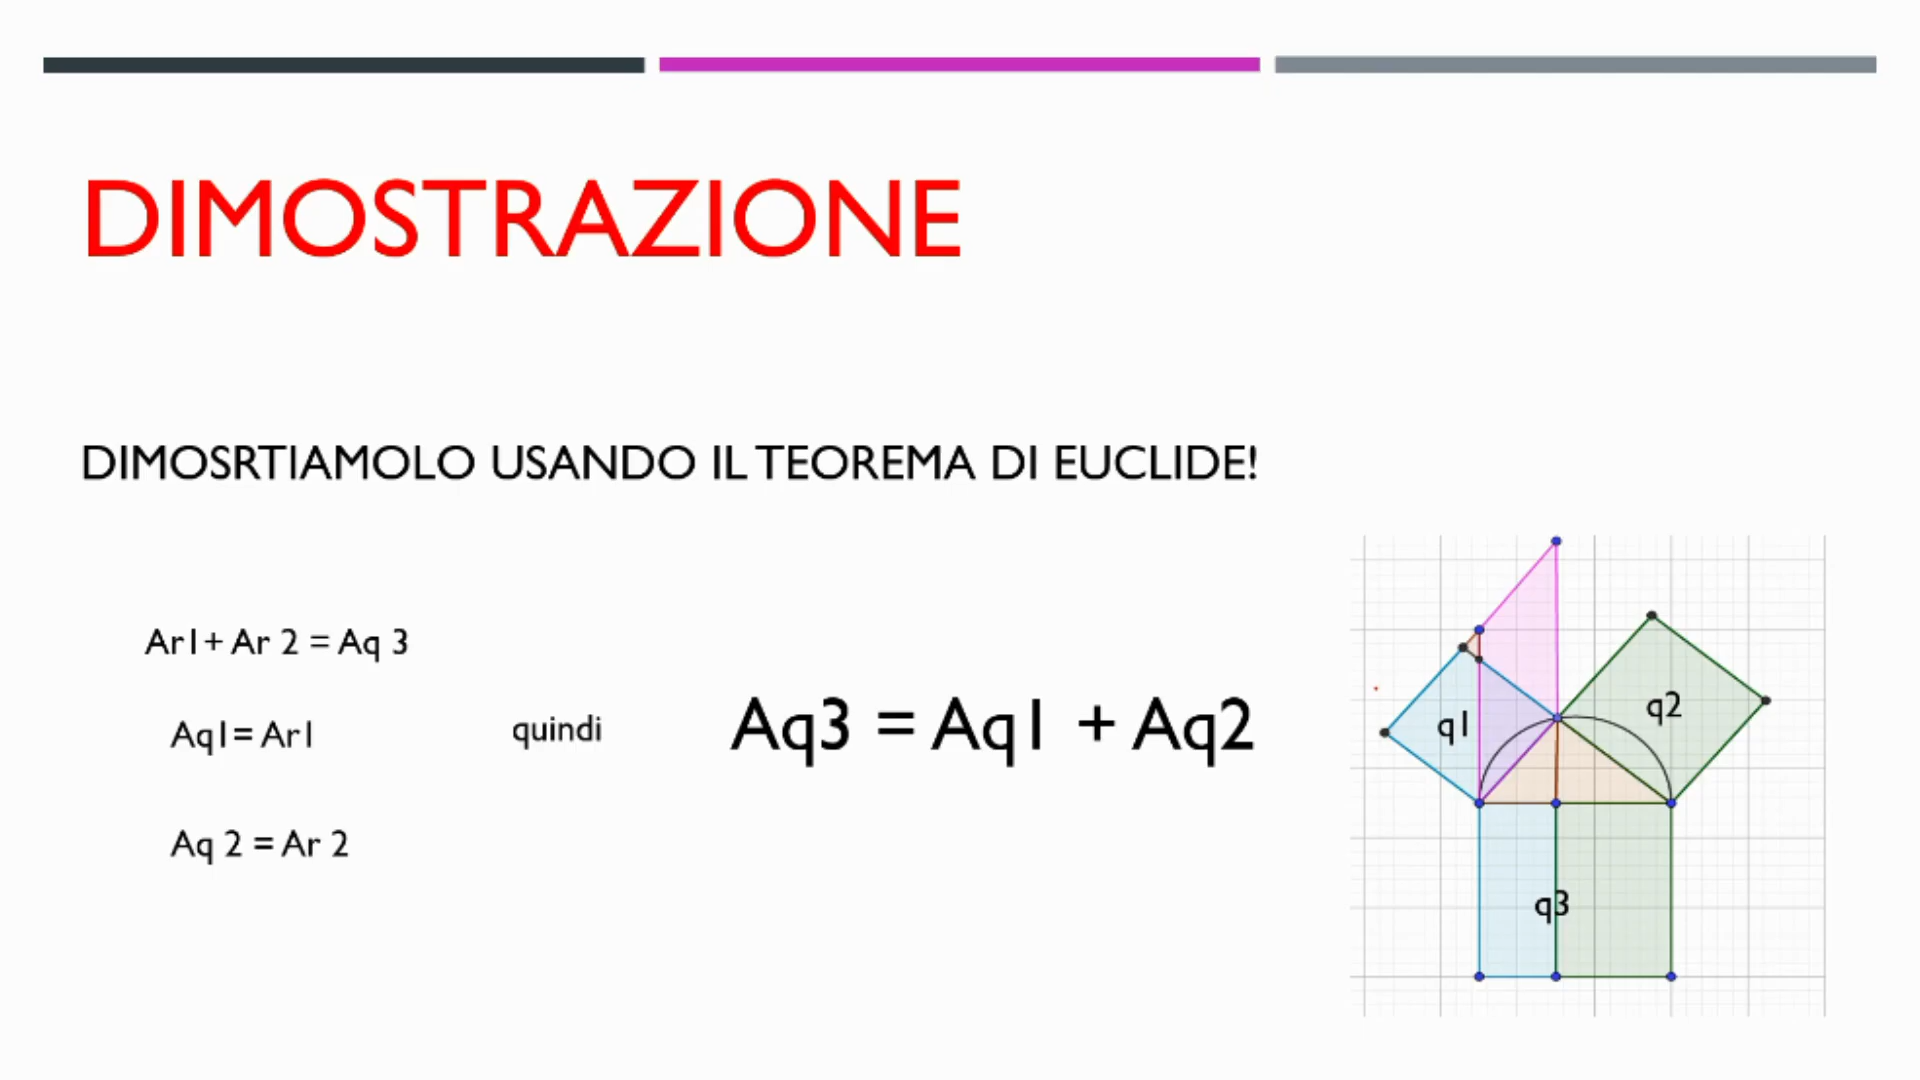 DIMOSTRAZIONE
DIMOSRTIAMOLO USANDO IL TEOREMA DI EUCLIDE!
Ar1+ Ar 2 = Aq 3
Aq1= Ar1
quindi
Aq3 = Aq1 + Aq2
Aq 2 = Ar 2
q1
q2
q3